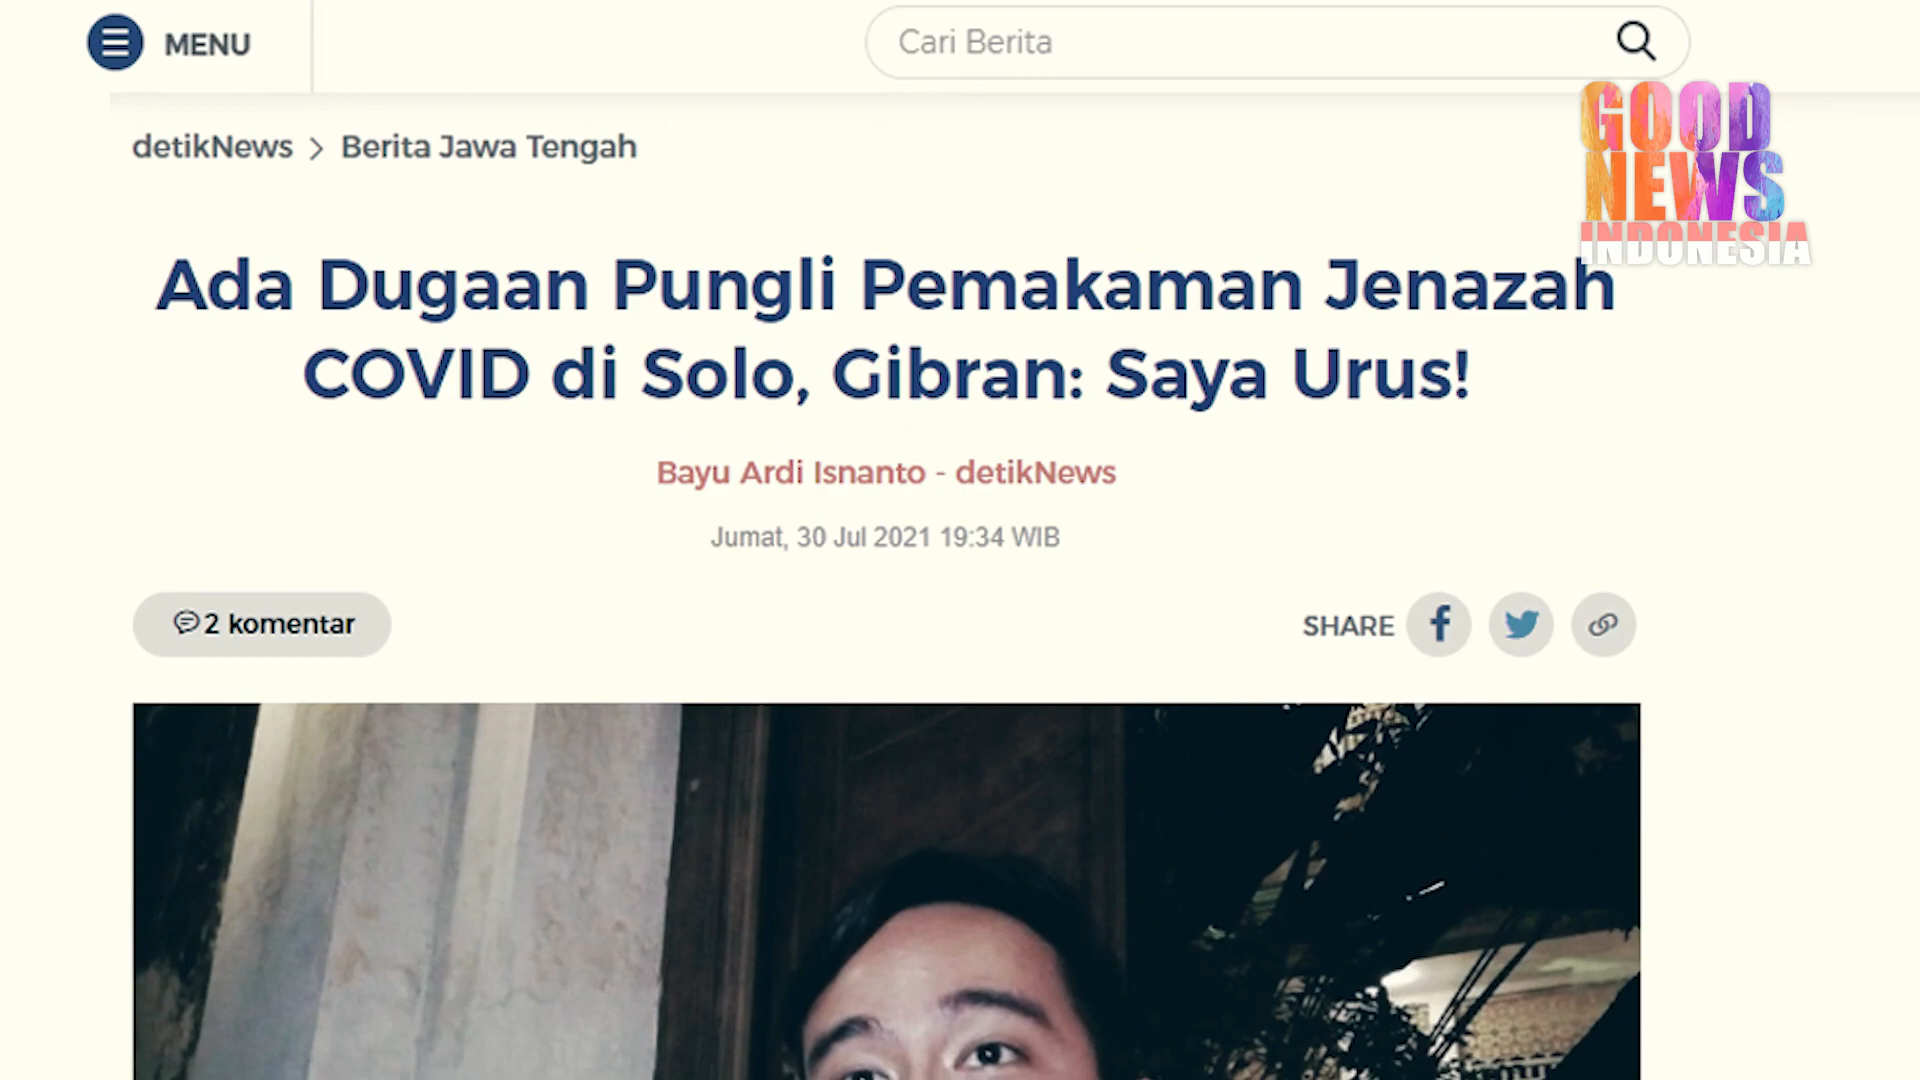 MENU
Cari Berita
GOOD
NEWS
INDONESIA
detikNews > Berita Jawa Tengah
Ada Dugaan Pungli Pemakaman Jenazah
COVID di Solo, Gibran: Saya Urus!
Bayu Ardi Isnanto - detikNews
Jumat, 30 Jul 2021 19:34 WIB
2 komentar
SHARE